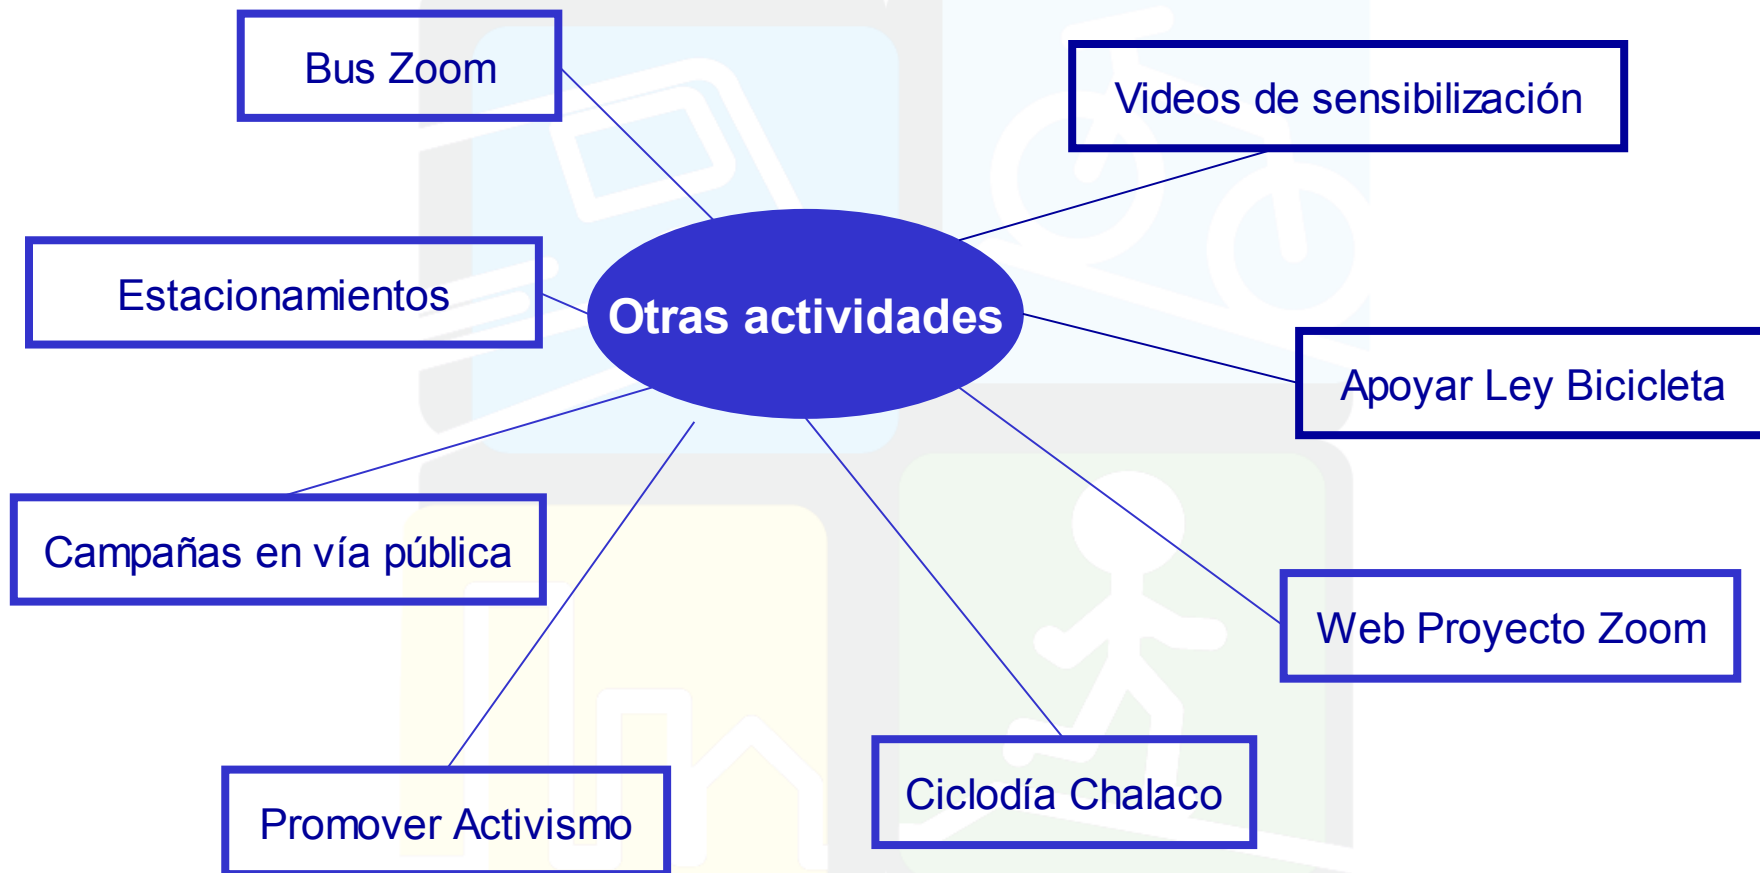 Bus Zoom
Videos de sensibilización
Estacionamientos
Otras actividades
Apoyar Ley Bicicleta
Campañas en vía pública
Web Proyecto Zoom
Ciclodía Chalaco
Promover Activismo